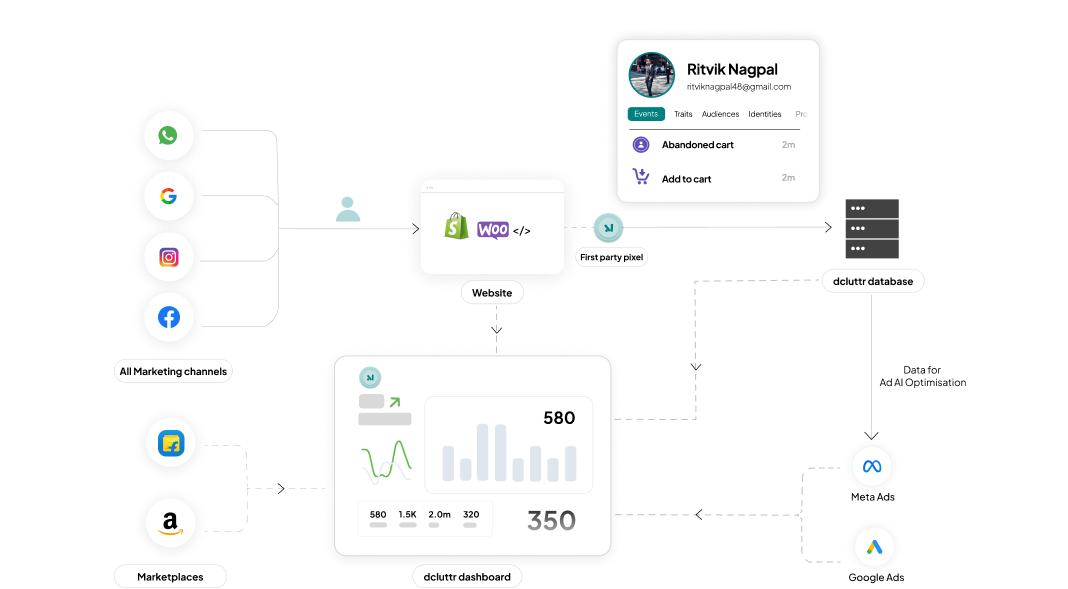 Ritvik Nagpal
ritviknagpal48@gmail.com
Events Traits Audiences Identities Pro
Abandoned cart 2m
Add to cart 2m
WOO </>
First party pixel
Website
dcluttr database
All Marketing channels
Data for
Ad AI Optimisation
580
580 1.5K 2.0m 320
350
a
Meta Ads
Google Ads
Marketplaces
dcluttr dashboard